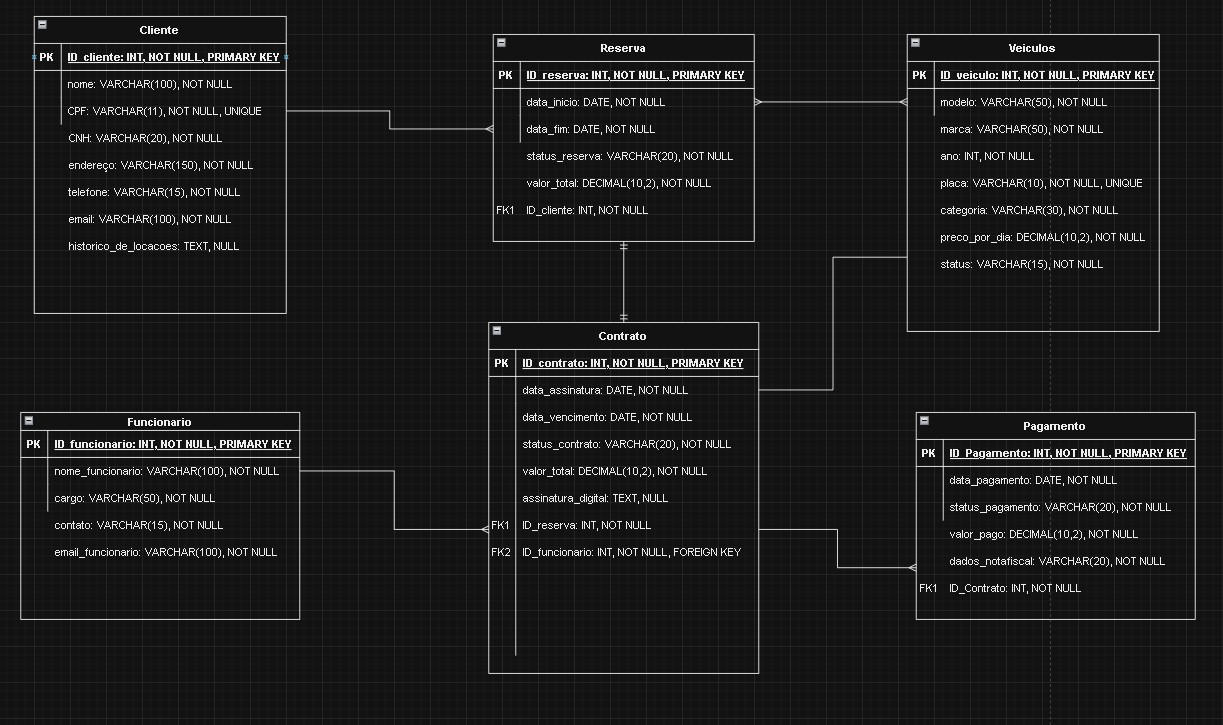 Cliente
PK ID_cliente: INT, NOT NULL, PRIMARY KEY
nome: VARCHAR(100), NOT NULL
CPF: VARCHAR(11), NOT NULL, UNIQUE
CNH: VARCHAR(20), NOT NULL
endereço: VARCHAR(150), NOT NULL
telefone: VARCHAR(15), NOT NULL
email: VARCHAR(100), NOT NULL
historico_de_locacoes: TEXT, NULL
Reserva
PK ID_reserva: INT, NOT NULL, PRIMARY KEY
data_inicio: DATE, NOT NULL
data_fim: DATE, NOT NULL
status_reserva: VARCHAR(20), NOT NULL
valor_total: DECIMAL(10,2), NOT NULL
FK1 ID_cliente: INT, NOT NULL
Veiculos
PK ID_veiculo: INT, NOT NULL, PRIMARY KEY
modelo: VARCHAR(50), NOT NULL
marca: VARCHAR(50), NOT NULL
ano: INT, NOT NULL
placa: VARCHAR(10), NOT NULL, UNIQUE
categoria: VARCHAR(30), NOT NULL
preco_por_dia: DECIMAL(10,2), NOT NULL
status: VARCHAR(15), NOT NULL
Funcionario
PK ID_funcionario: INT, NOT NULL, PRIMARY KEY
nome_funcionario: VARCHAR(100), NOT NULL
cargo: VARCHAR(50), NOT NULL
contato: VARCHAR(15), NOT NULL
email_funcionario: VARCHAR(100), NOT NULL
Contrato
PK ID_contrato: INT, NOT NULL, PRIMARY KEY
data_assinatura: DATE, NOT NULL
data_vencimento: DATE, NOT NULL
status_contrato: VARCHAR(20), NOT NULL
valor_total: DECIMAL(10,2), NOT NULL
assinatura_digital: TEXT, NULL
FK1 ID_reserva: INT, NOT NULL
FK2 ID_funcionario: INT, NOT NULL, FOREIGN KEY
Pagamento
PK ID_Pagamento: INT, NOT NULL, PRIMARY KEY
data_pagamento: DATE, NOT NULL
status_pagamento: VARCHAR(20), NOT NULL
valor_pago: DECIMAL(10,2), NOT NULL
dados_notafiscal: VARCHAR(20), NOT NULL
FK1 ID_Contrato: INT, NOT NULL